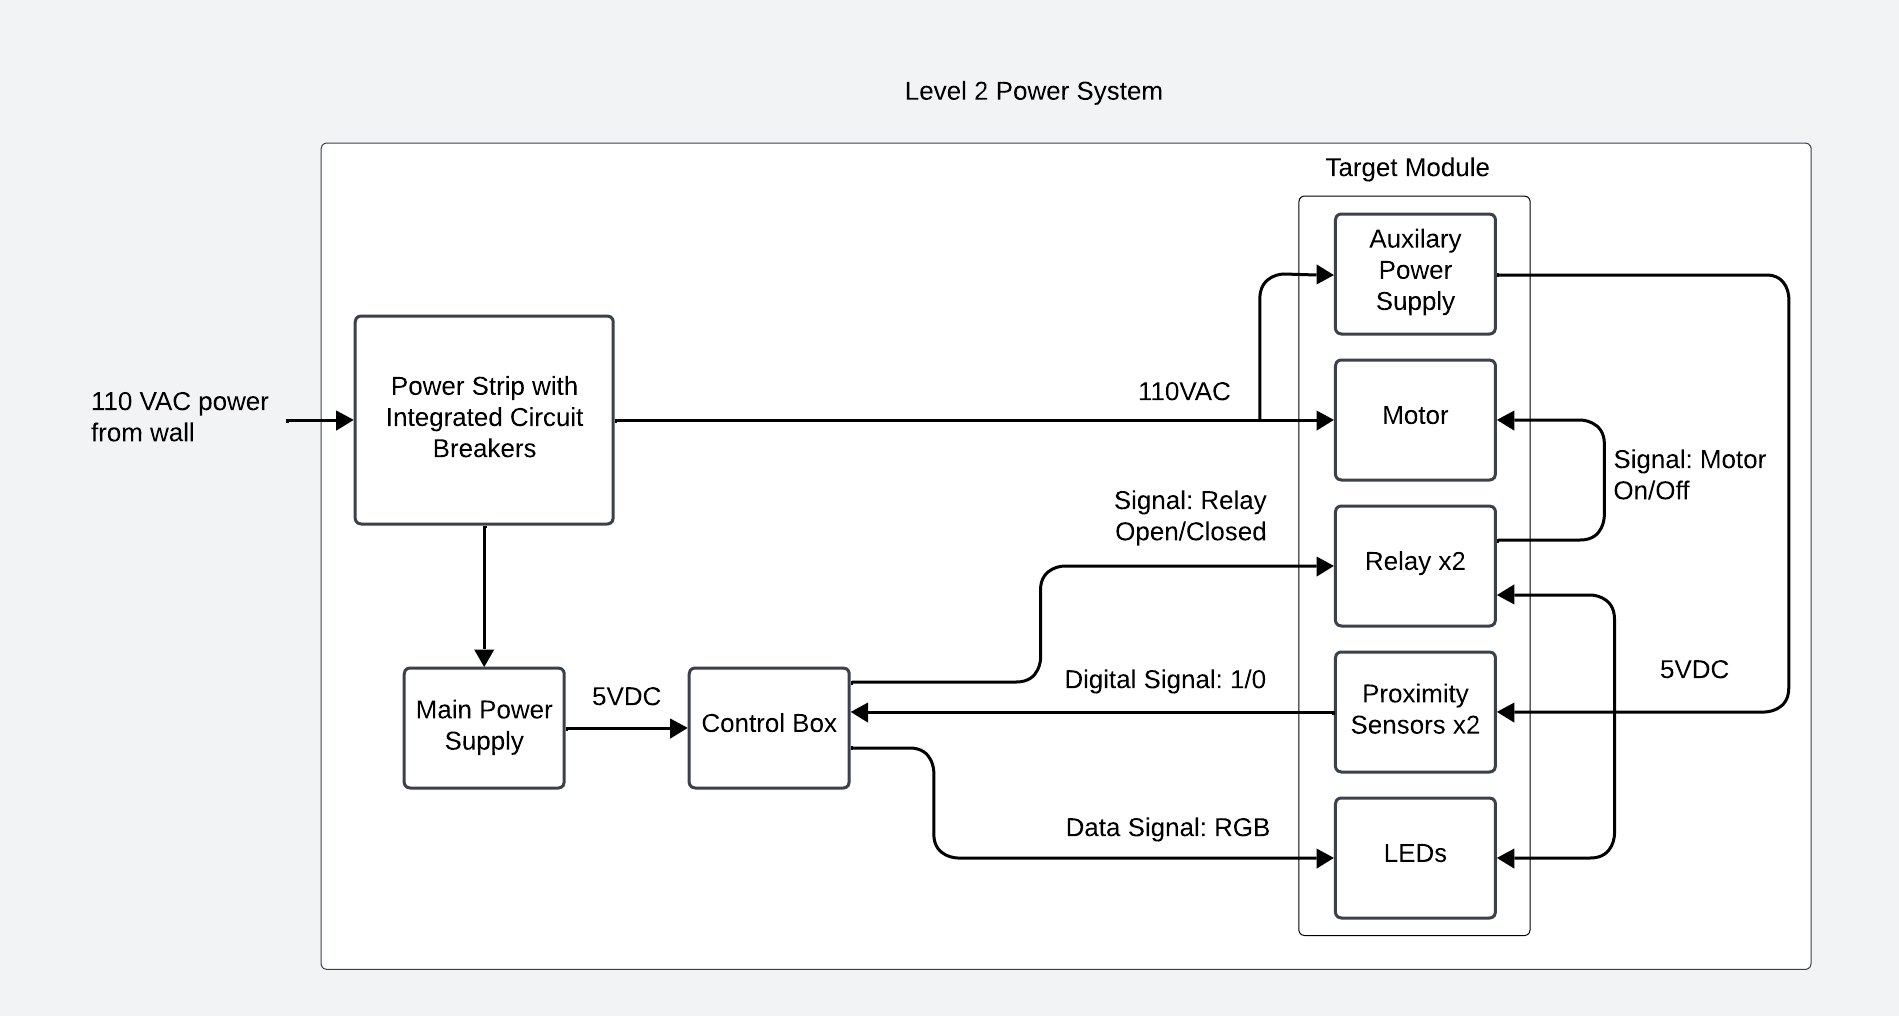 Level 2 Power System
Target Module
Auxilary
Power
Supply
110 VAC power
from wall
Power Strip with
Integrated Circuit
Breakers
110VAC
Motor
Signal: Motor
On/Off
Signal: Relay
Open/Closed
Relay x2
Main Power
Supply
5VDC
Control Box
Digital Signal: 1/0
Proximity
Sensors x2
5VDC
Data Signal: RGB
LEDs